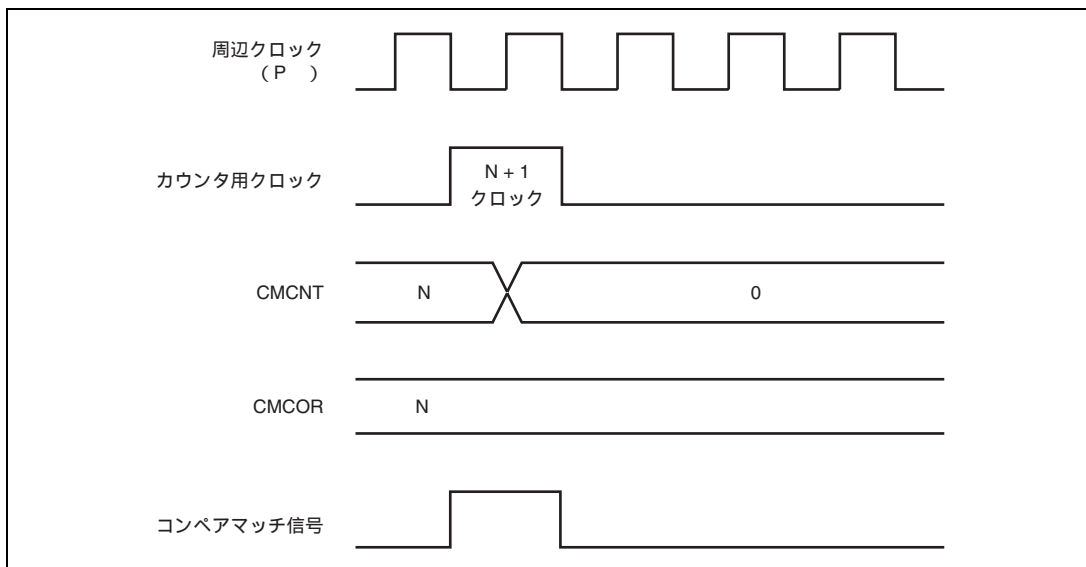 周辺クロック
（P　）
カウンタ用クロック
N + 1
クロック
CMCNT
N
0
CMCOR
N
コンペアマッチ信号